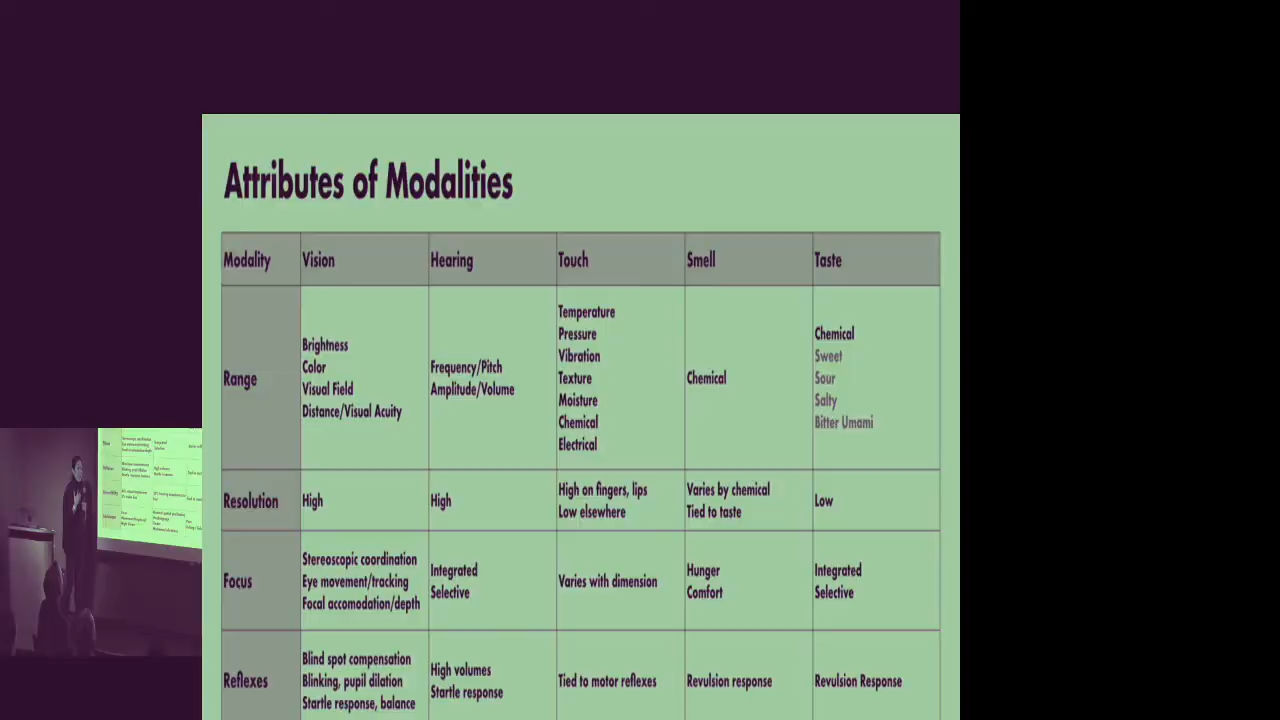 Attributes of Modalities
Modality Vision Hearing Touch Smell Taste
Range
Brightness
Color
Visual Field
Distance/Visual Acuity
Frequency/Pitch
Amplitude/Volume
Temperature
Pressure
Vibration
Texture
Moisture
Chemical
Electrical
Chemical
Chemical
Sweet
Sour
Salty
Bitter Umami
Resolution
High
High
High on fingers, lips
Low elsewhere
Varies by chemical
Tied to taste
Low
Focus
Stereoscopic coordination
Eye movement/tracking
Focal accomodation/depth
Integrated
Selective
Varies with dimension
Hunger
Comfort
Integrated
Selective
Reflexes
Blind spot compensation
Blinking, pupil dilation
Startle response, balance
High volumes
Startle response
Tied to motor reflexes
Revulsion response
Revulsion Response